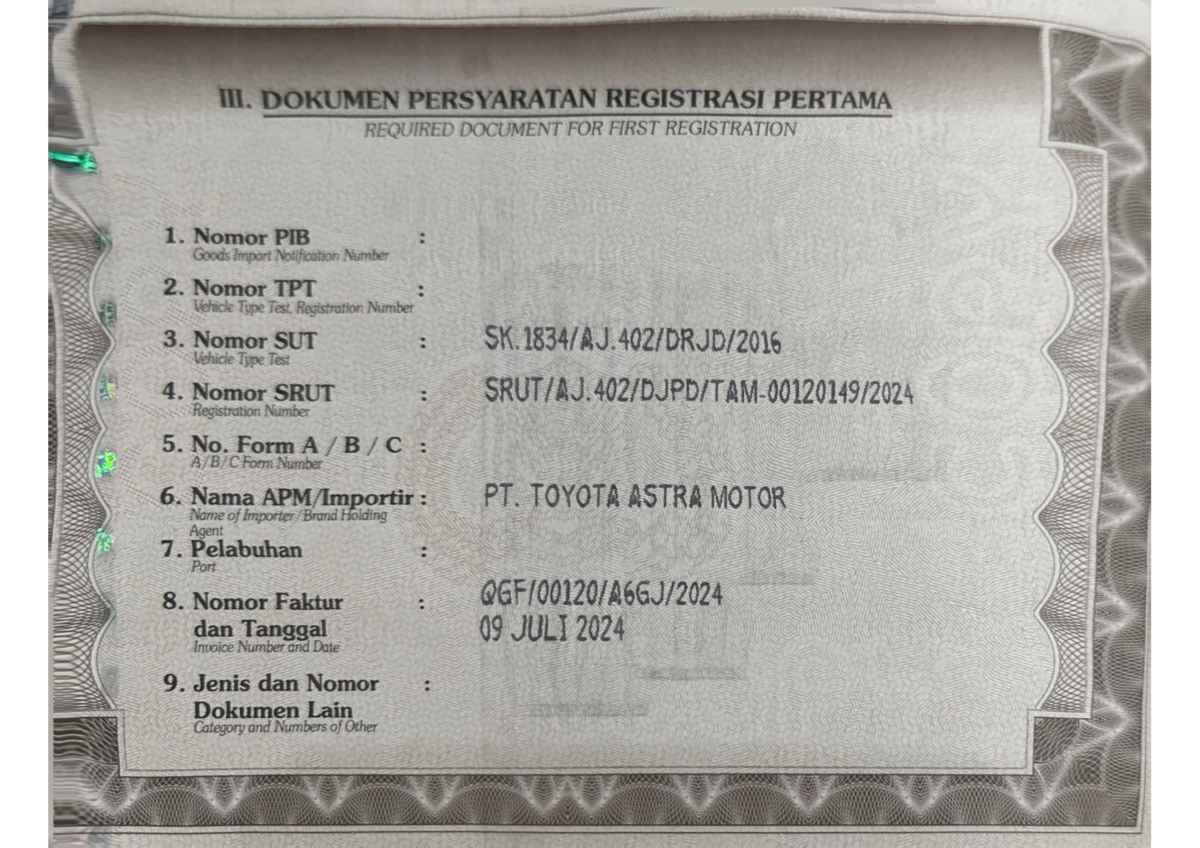 III. DOKUMEN PERSYARATAN REGISTRASI PERTAMA
REQUIRED DOCUMENT FOR FIRST REGISTRATION
1. Nomor PIB :
Goods Import Notification Number
2. Nomor TPT :
Vehicle Type Test, Registration Number
3. Nomor SUT : SK.1834/AJ.402/DRJD/2016
Vehicle Type Test
4. Nomor SRUT : SRUT/AJ.402/DJPD/TAM-00120149/2024
Registration Number
5. No. Form A / B / C :
A/B/C Form Number
6. Nama APM/Importir : PT. TOYOTA ASTRA MOTOR
Name of Importer/Brand Holding
Agent
7. Pelabuhan :
Port
8. Nomor Faktur : QGF/00120/A6GJ/2024
dan Tanggal 09 JULI 2024
Invoice Number and Date
9. Jenis dan Nomor :
Dokumen Lain
Category and Numbers of Other